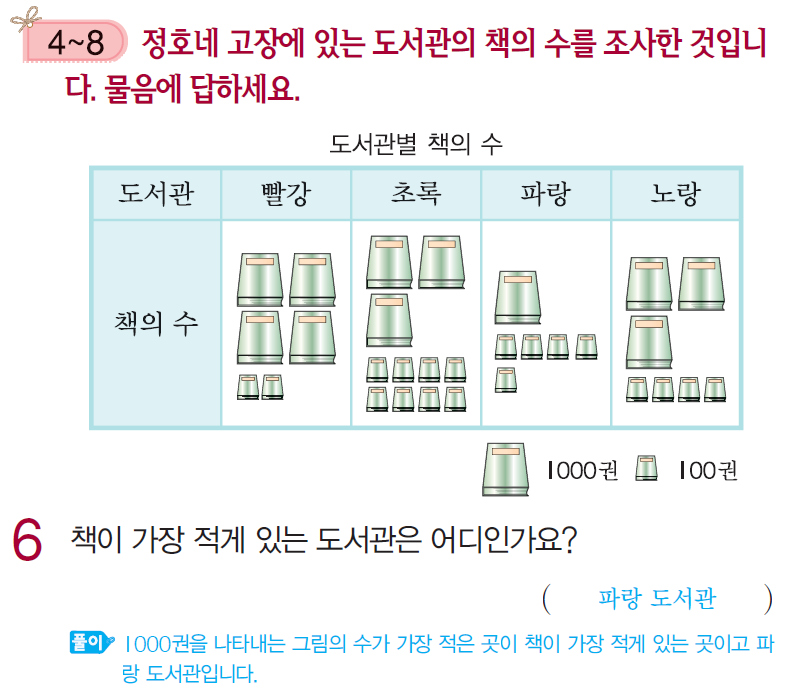 4~8 정호네 고장에 있는 도서관의 책의 수를 조사한 것입니
다. 물음에 답하세요.
도서관별 책의 수
도서관 빨강 초록 파랑 노랑
책의 수
1000권 100권
6 책이 가장 적게 있는 도서관은 어디인가요?
( 파랑 도서관 )
풀이 1000권을 나타내는 그림의 수가 가장 적은 곳이 책이 가장 적게 있는 곳이고 파
랑 도서관입니다.